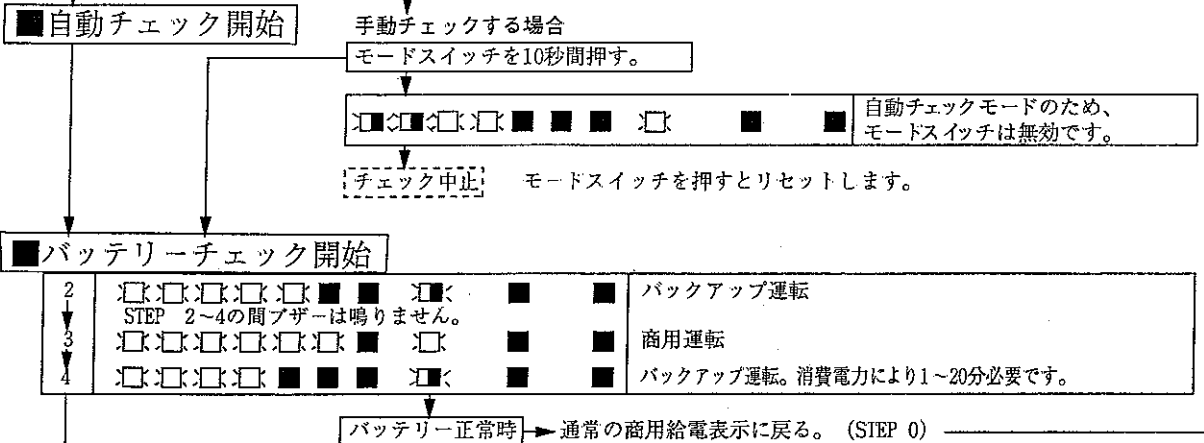 ■自動チェック開始
手動チェックする場合
モードスイッチを10秒間押す。
自動チェックモードのため、
モードスイッチは無効です。
チェック中止 モードスイッチを押すとリセットします。
■バッテリーチェック開始
2 バックアップ運転
STEP 2~4の間ブザーは鳴りません。
3 商用運転
4 バックアップ運転。消費電力により1~20分必要です。
バッテリー正常時 通常の商用給電表示に戻る。 (STEP 0)